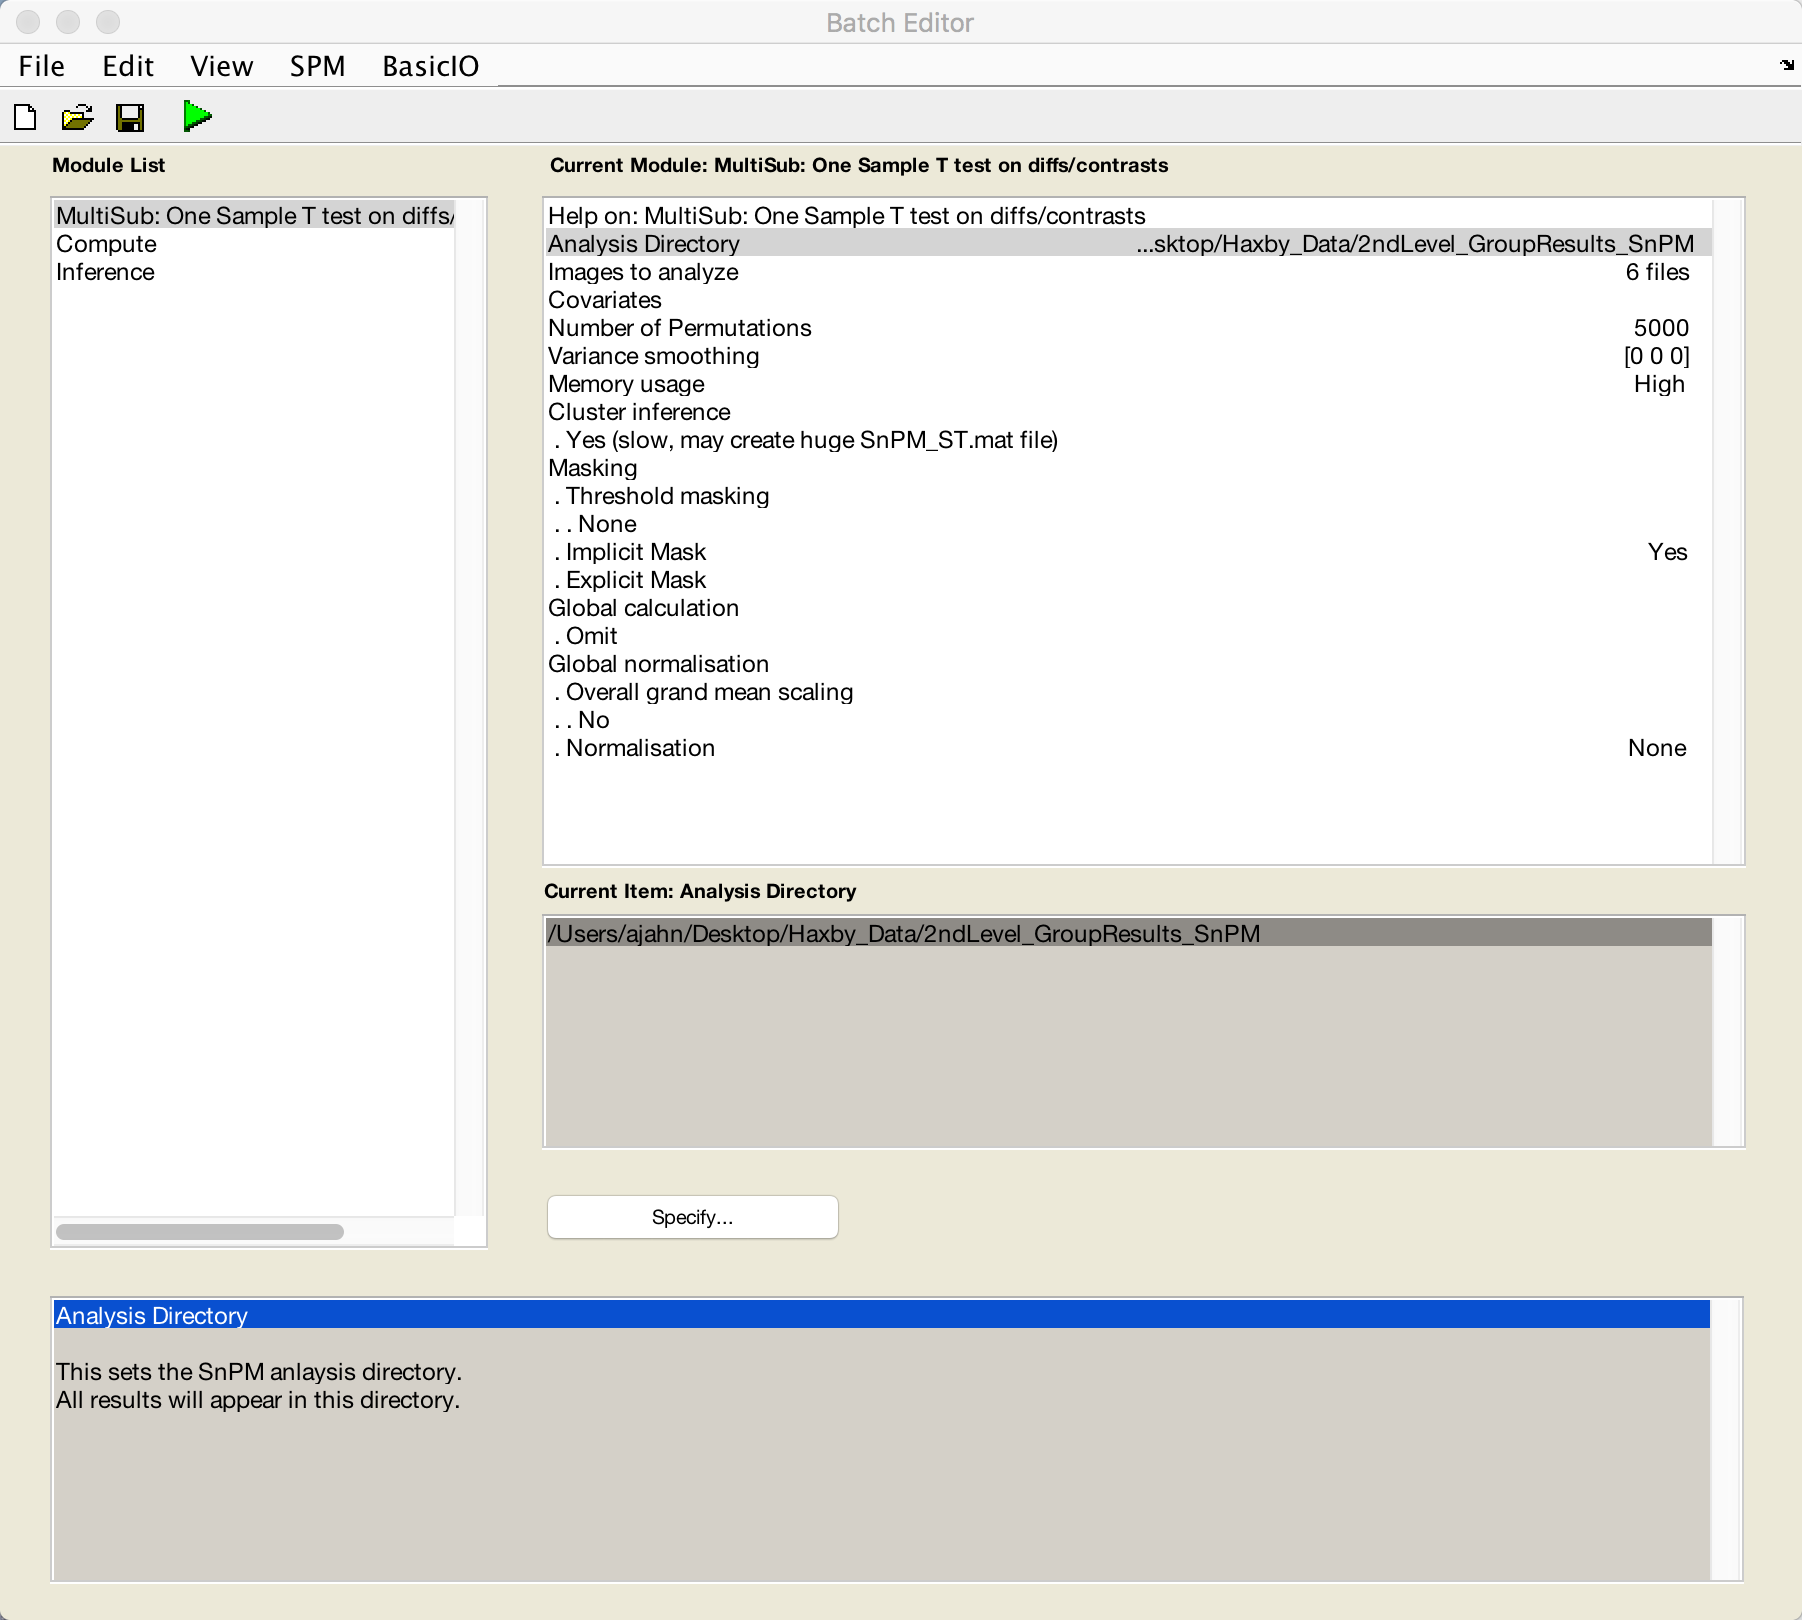 Batch Editor
File Edit View SPM BasicIO
Module List
MultiSub: One Sample T test on diffs/
Compute
Inference
Current Module: MultiSub: One Sample T test on diffs/contrasts
Help on: MultiSub: One Sample T test on diffs/contrasts
Analysis Directory ...sktop/Haxby_Data/2ndLevel_GroupResults_SnPM
Images to analyze 6 files
Covariates
Number of Permutations 5000
Variance smoothing [0 0 0]
Memory usage High
Cluster inference
. Yes (slow, may create huge SnPM_ST.mat file)
Masking
. Threshold masking
. . None
. Implicit Mask Yes
. Explicit Mask
Global calculation
. Omit
Global normalisation
. Overall grand mean scaling
. . No
. Normalisation None
Current Item: Analysis Directory
/Users/ajahn/Desktop/Haxby_Data/2ndLevel_GroupResults_SnPM
Specify...
Analysis Directory
This sets the SnPM anlaysis directory.
All results will appear in this directory.